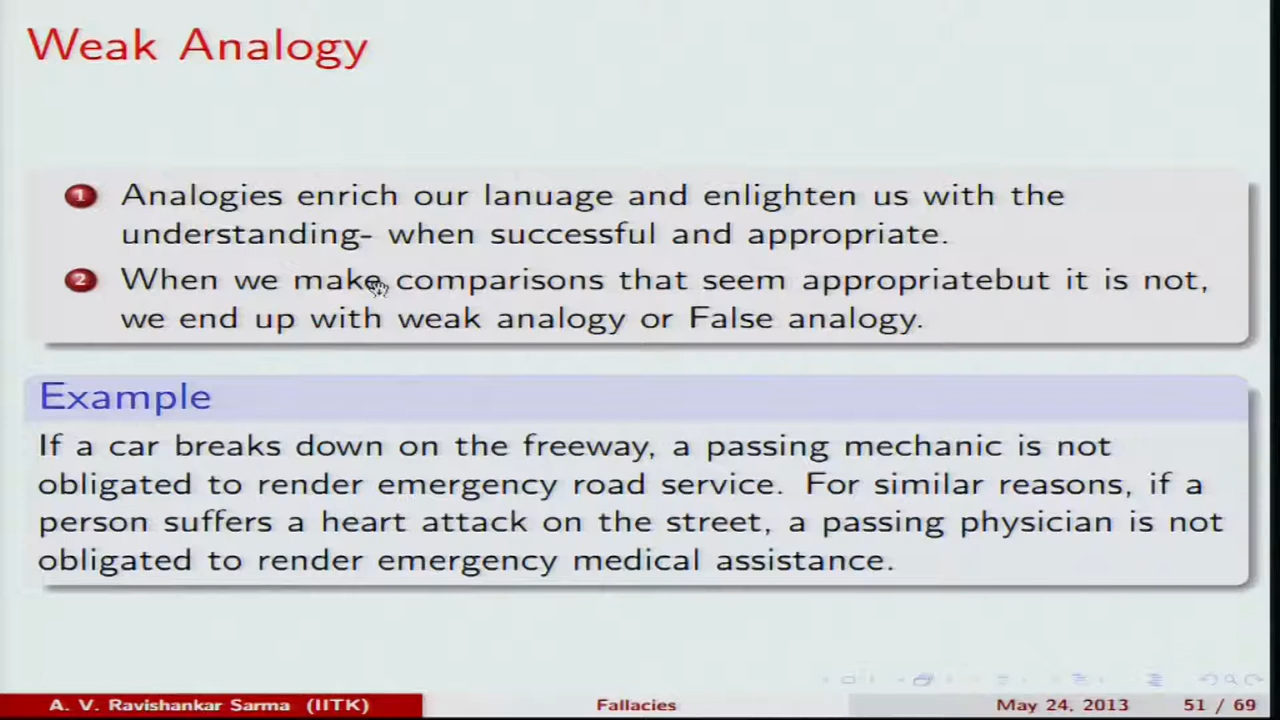 Weak Analogy
1 Analogies enrich our lanuage and enlighten us with the
understanding- when successful and appropriate.
2 When we make comparisons that seem appropriatebut it is not,
we end up with weak analogy or False analogy.
Example
If a car breaks down on the freeway, a passing mechanic is not
obligated to render emergency road service. For similar reasons, if a
person suffers a heart attack on the street, a passing physician is not
obligated to render emergency medical assistance.
A. V. Ravishankar Sarma (IITK) Fallacies May 24, 2013 51 / 69